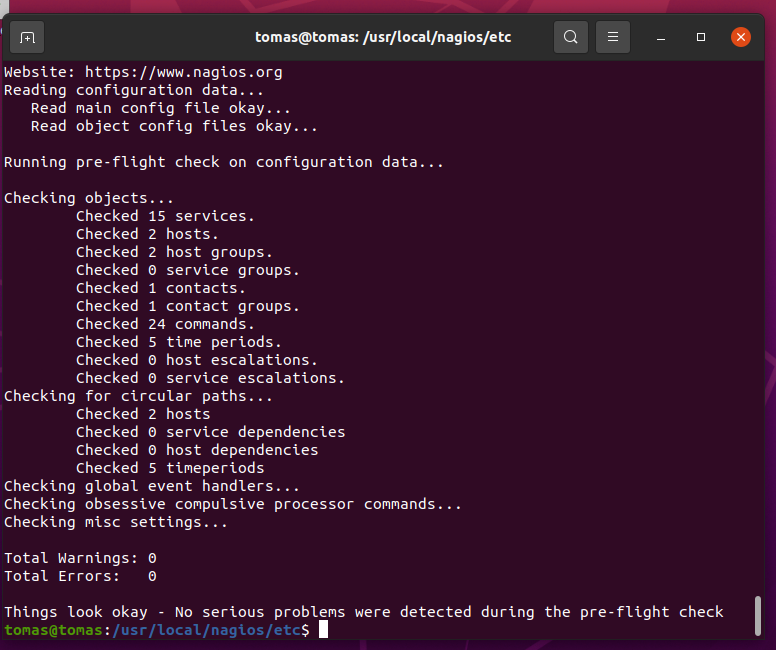 tomas@tomas: /usr/local/nagios/etc
Website: https://www.nagios.org
Reading configuration data...
   Read main config file okay...
   Read object config files okay...

Running pre-flight check on configuration data...

Checking objects...
        Checked 15 services.
        Checked 2 hosts.
        Checked 2 host groups.
        Checked 0 service groups.
        Checked 1 contacts.
        Checked 1 contact groups.
        Checked 24 commands.
        Checked 5 time periods.
        Checked 0 host escalations.
        Checked 0 service escalations.
Checking for circular paths...
        Checked 2 hosts
        Checked 0 service dependencies
        Checked 0 host dependencies
        Checked 5 timeperiods
Checking global event handlers...
Checking obsessive compulsive processor commands...
Checking misc settings...

Total Warnings: 0
Total Errors:   0

Things look okay - No serious problems were detected during the pre-flight check
tomas@tomas:/usr/local/nagios/etc$